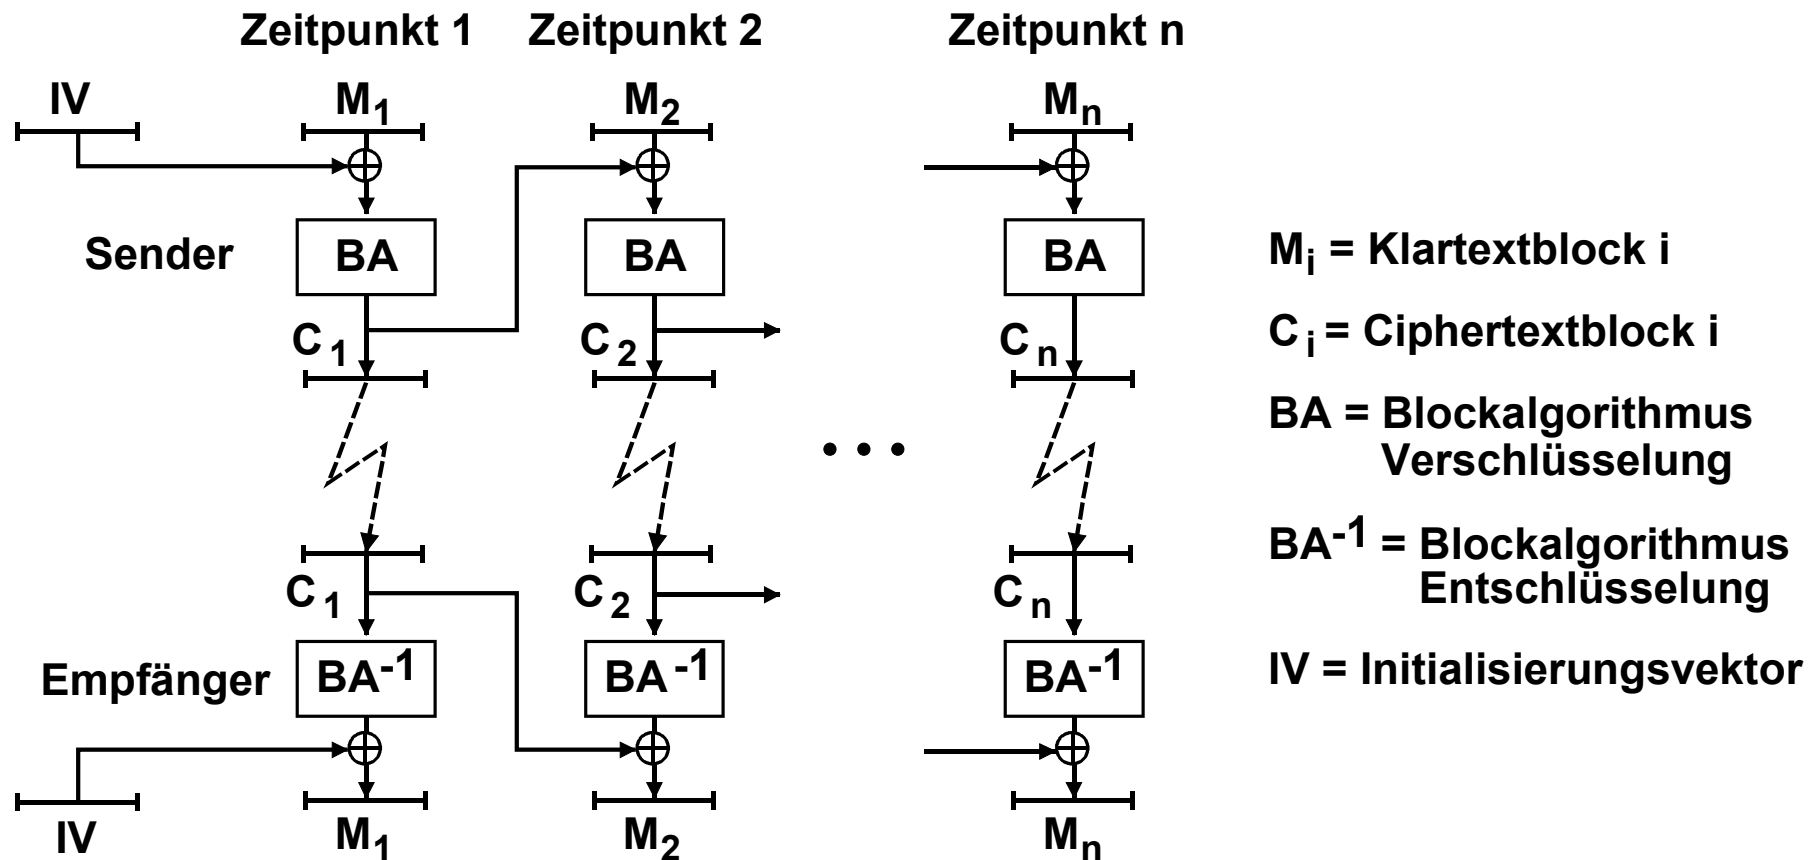 Zeitpunkt 1 Zeitpunkt 2 Zeitpunkt n
IV M1 M2 Mn
Sender BA BA BA
C1 C2 Cn
C1 C2 Cn
Empfänger BA-1 BA-1 BA-1
IV M1 M2 Mn
Mi = Klartextblock i
Ci = Ciphertextblock i
BA = Blockalgorithmus
Verschlüsselung
BA-1 = Blockalgorithmus
Entschlüsselung
IV = Initialisierungsvektor